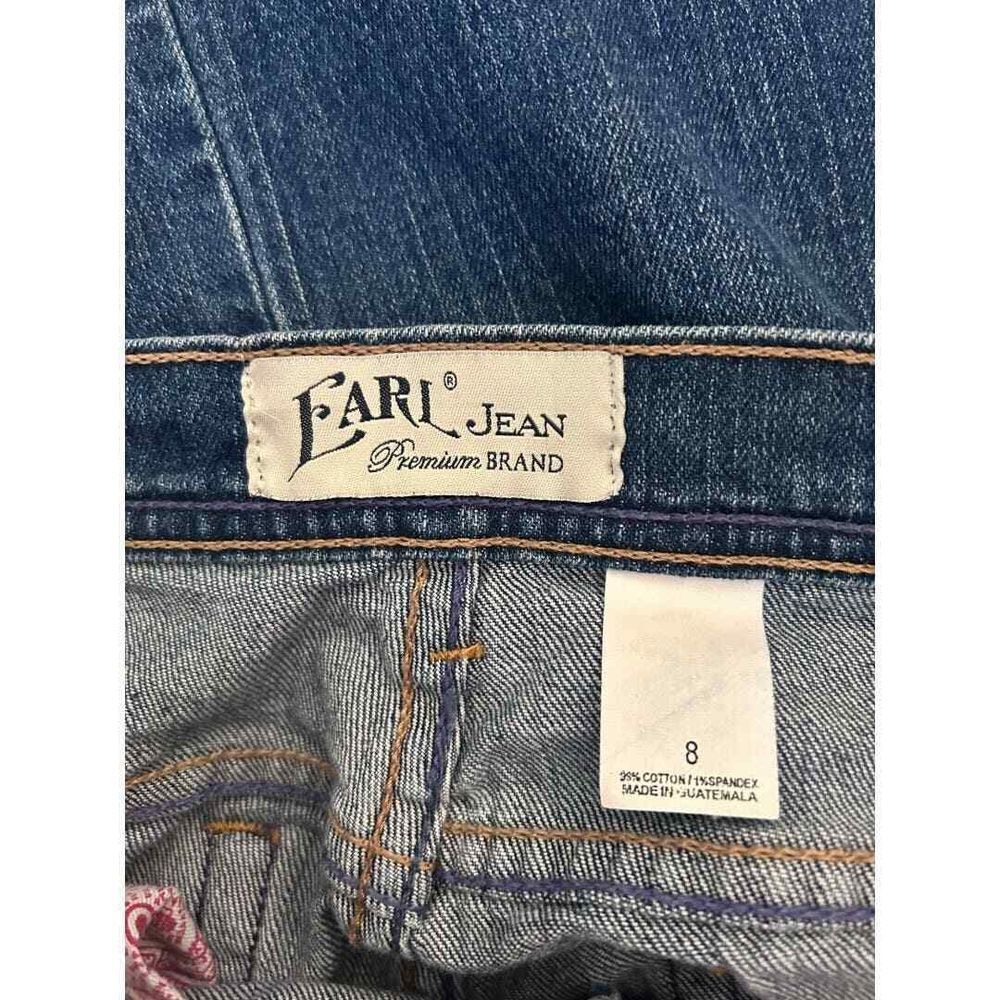 EARL® JEAN
Premium BRAND
8
99% COTTON / 1% SPANDEX
MADE IN GUATEMALA